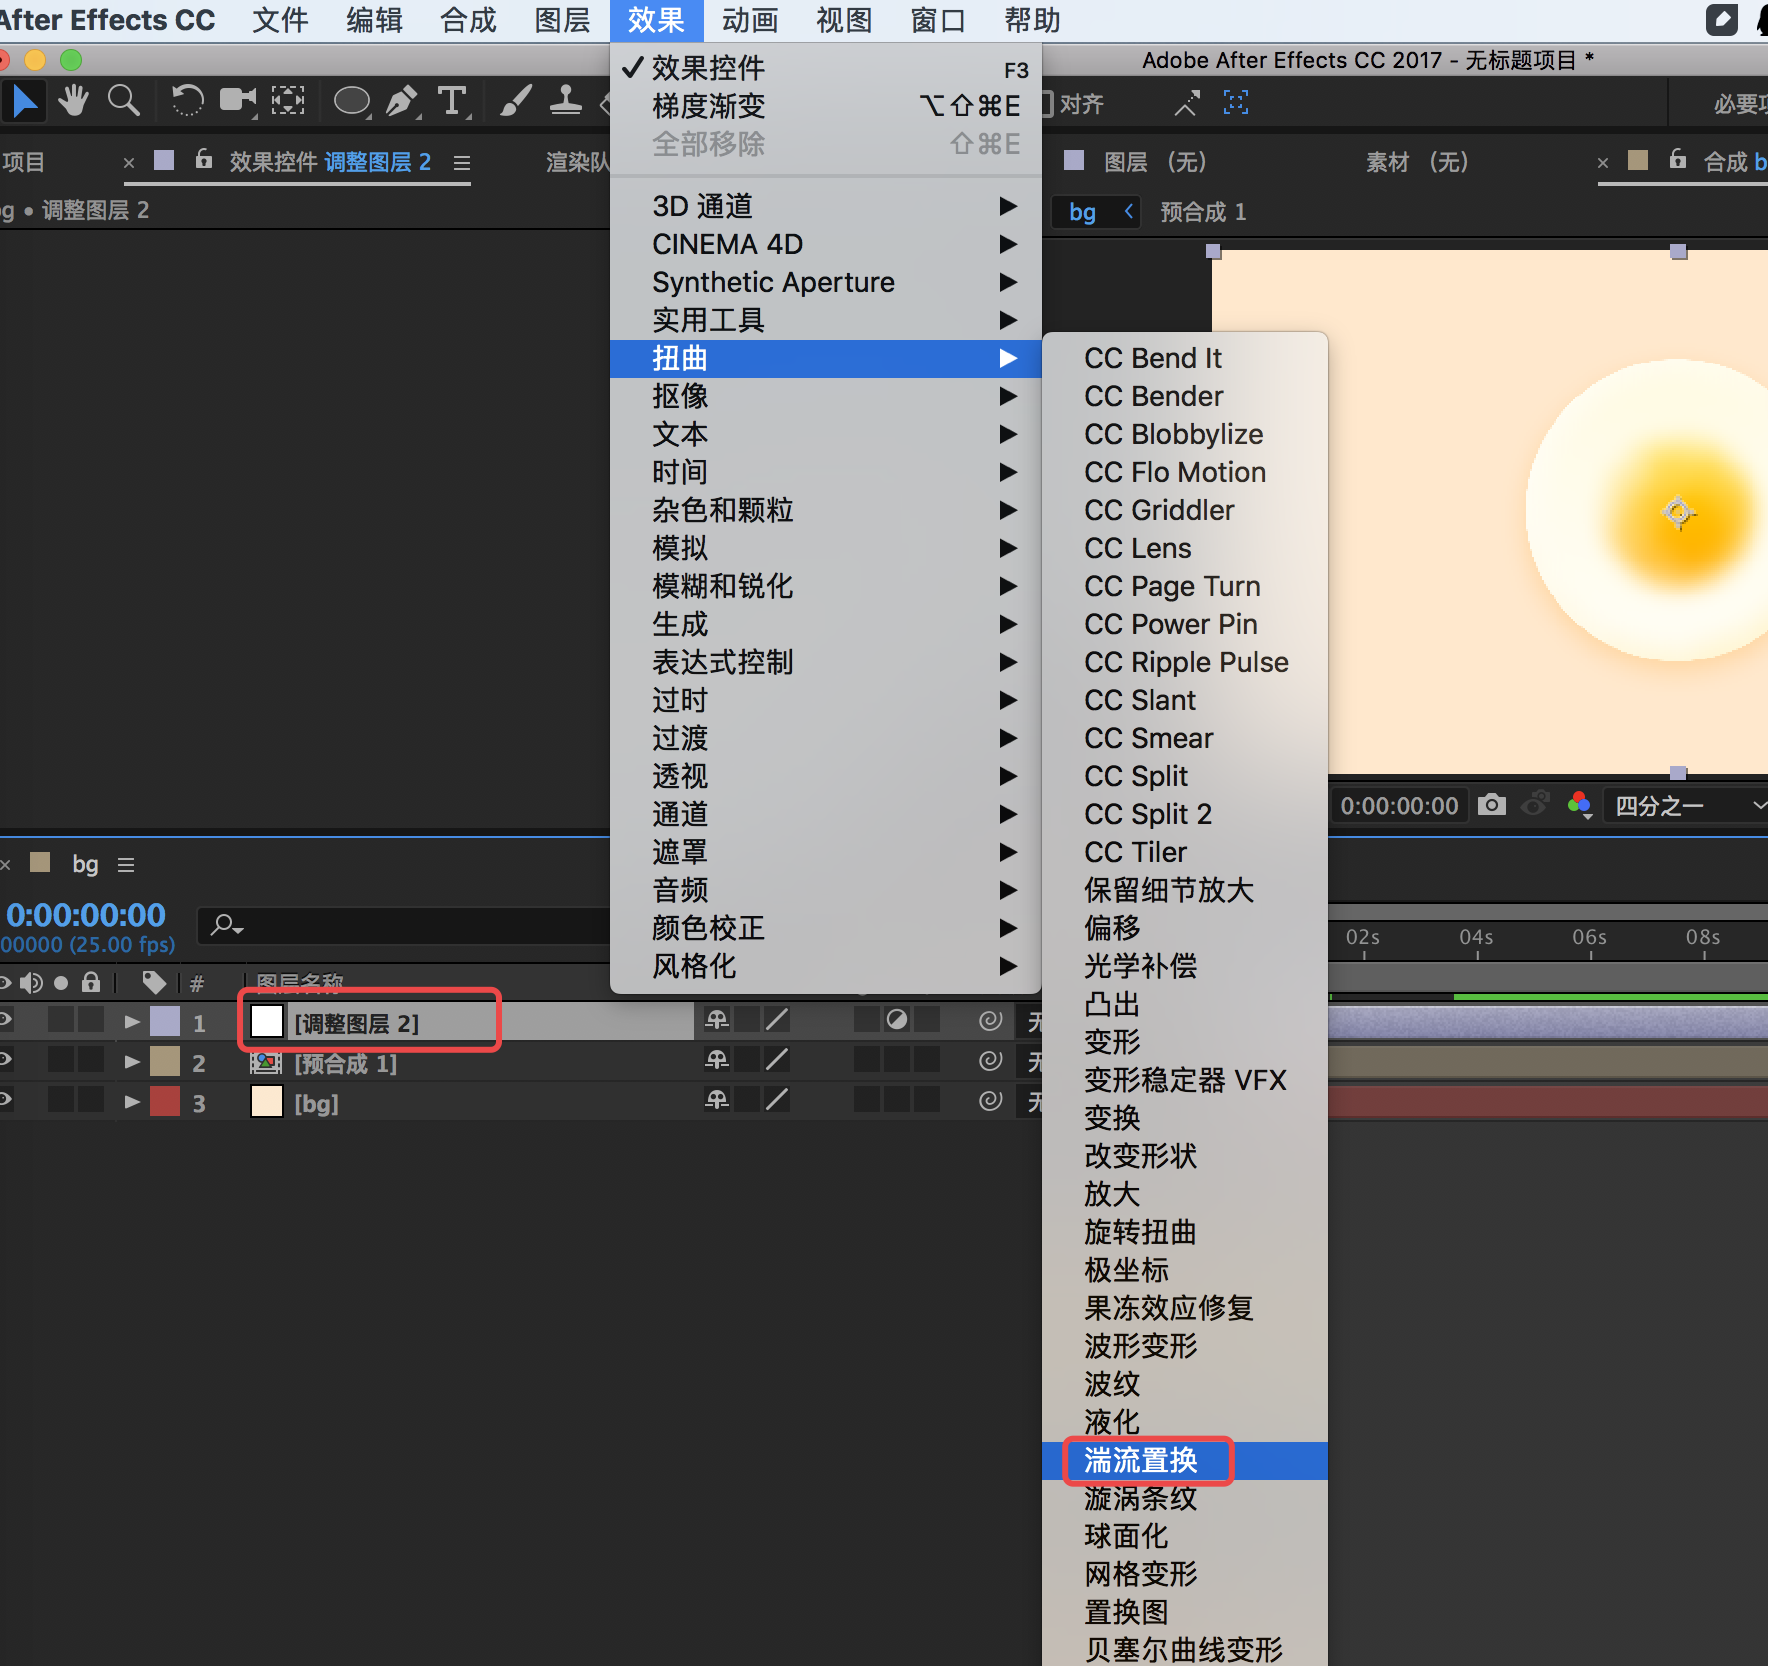 After Effects CC 文件 编辑 合成 图层 效果 动画 视图 窗口 帮助
Adobe After Effects CC 2017 - 无标题项目 *
对齐 必要项
项目 × 效果控件 调整图层 2 渲染队
图层 (无) 素材 (无) × 合成 b
bg • 调整图层 2
bg 预合成 1
✓ 效果控件 F3
梯度渐变 ⌥⇧⌘E
全部移除 ⇧⌘E
3D 通道
CINEMA 4D
Synthetic Aperture
实用工具
扭曲
抠像
文本
时间
杂色和颗粒
模拟
模糊和锐化
生成
表达式控制
过时
过渡
透视
通道
遮罩
音频
颜色校正
风格化
CC Bend It
CC Bender
CC Blobbylize
CC Flo Motion
CC Griddler
CC Lens
CC Page Turn
CC Power Pin
CC Ripple Pulse
CC Slant
CC Smear
CC Split
CC Split 2
CC Tiler
保留细节放大
偏移
光学补偿
凸出
变形
变形稳定器 VFX
变换
改变形状
放大
旋转扭曲
极坐标
果冻效应修复
波形变形
波纹
液化
湍流置换
漩涡条纹
球面化
网格变形
置换图
贝塞尔曲线变形
0:00:00:00 四分之一
× bg
0:00:00:00
00000 (25.00 fps)
02s 04s 06s 08s
# 图层名称
1 [调整图层 2] 无
2 [预合成 1] 无
3 [bg] 无